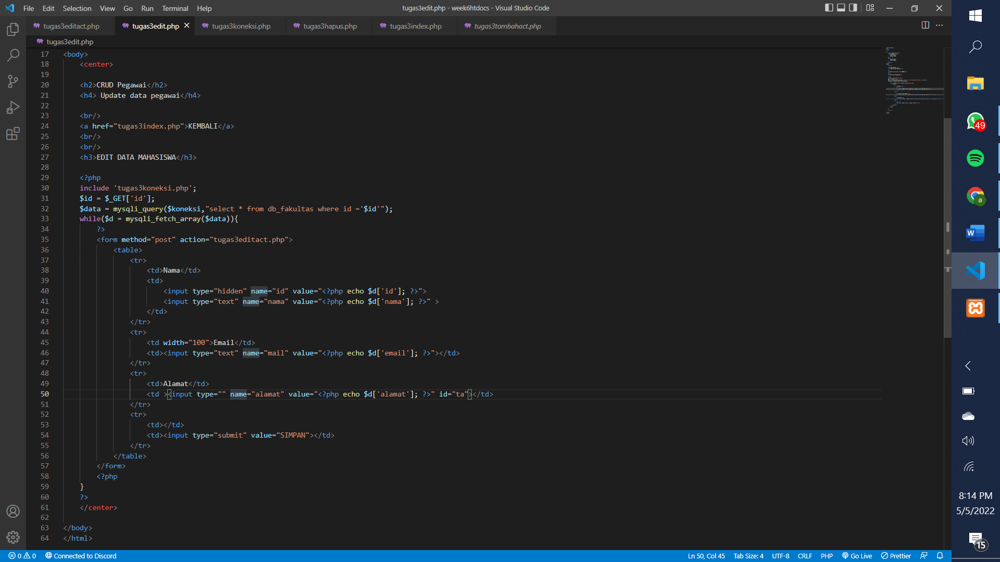 File Edit Selection View Go Run Terminal Help
tugas3edit.php - week6htdocs - Visual Studio Code
tugas3editact.php tugas3edit.php tugas3koneksi.php tugas3hapus.php tugas3index.php tugas3tambahact.php
tugas3edit.php
17 <body>
18 <center>
19
20 <h2>CRUD Pegawai</h2>
21 <h4> Update data pegawai</h4>
22
23 <br/>
24 <a href="tugas3index.php">KEMBALI</a>
25 <br/>
26 <br/>
27 <h3>EDIT DATA MAHASISWA</h3>
28
29 <?php
30 include 'tugas3koneksi.php';
31 $id = $_GET['id'];
32 $data = mysqli_query($koneksi,"select * from db_fakultas where id ='$id'");
33 while($d = mysqli_fetch_array($data)){
34 ?>
35 <form method="post" action="tugas3editact.php">
36 <table>
37 <tr>
38 <td>Nama</td>
39 <td>
40 <input type="hidden" name="id" value="<?php echo $d['id']; ?>">
41 <input type="text" name="nama" value="<?php echo $d['nama']; ?>" >
42 </td>
43 </tr>
44 <tr>
45 <td width="100">Email</td>
46 <td><input type="text" name="mail" value="<?php echo $d['email']; ?>"></td>
47 </tr>
48 <tr>
49 <td>Alamat</td>
50 <td ><input type="" name="alamat" value="<?php echo $d['alamat']; ?>" id="ta"></td>
51 </tr>
52 <tr>
53 <td></td>
54 <td><input type="submit" value="SIMPAN"></td>
55 </tr>
56 </table>
57 </form>
58 <?php
59 }
60 ?>
61 </center>
62
63 </body>
64 </html>
0 0 Connected to Discord
Ln 50, Col 45 Tab Size: 4 UTF-8 CRLF PHP Go Live Prettier
49
a
W
8:14 PM
5/5/2022
15